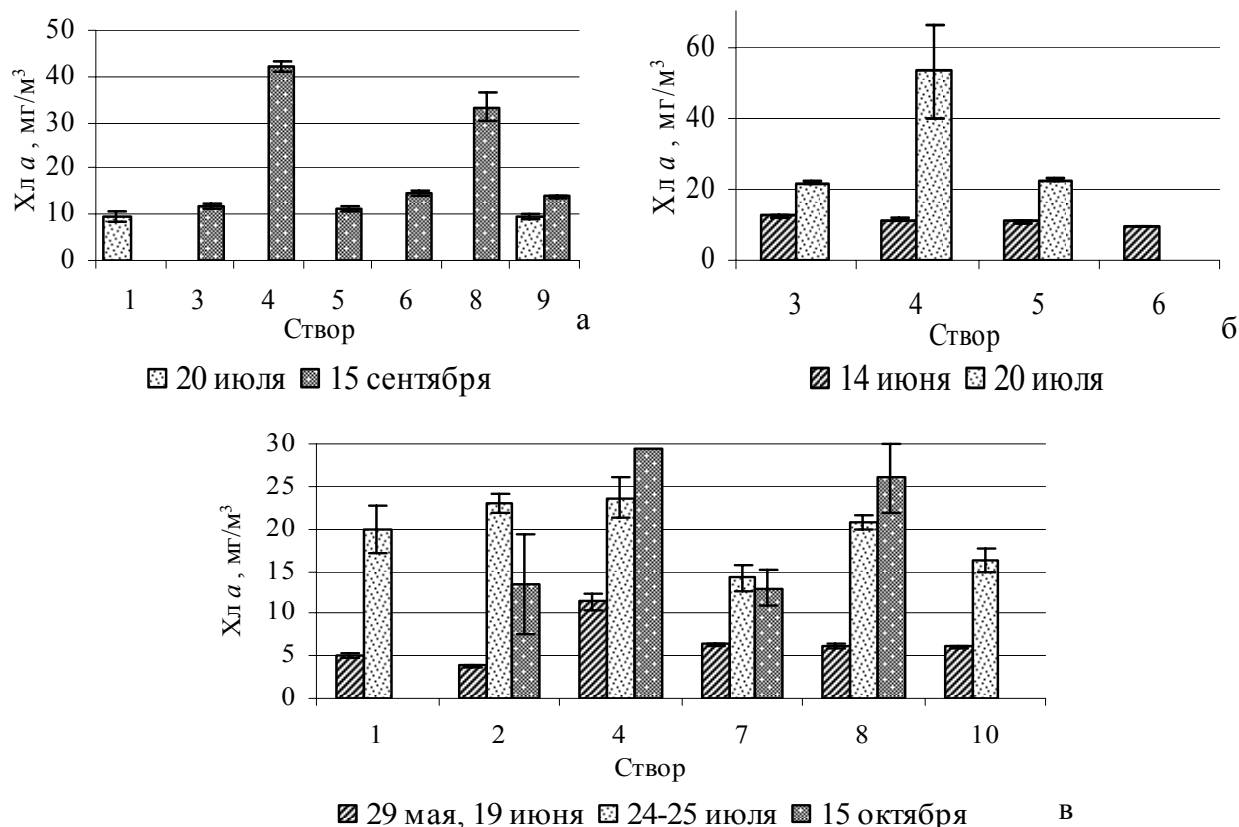 50
40
30
20
10
0
Хл а, мг/м³
1 3 4 5 6 8 9
Створ
а
20 июля 15 сентября
60
40
20
0
Хл а, мг/м³
3 4 5 6
Створ
б
14 июня 20 июля
30
25
20
15
10
5
0
Хл а, мг/м³
1 2 4 7 8 10
Створ
29 мая, 19 июня 24-25 июля 15 октября
в